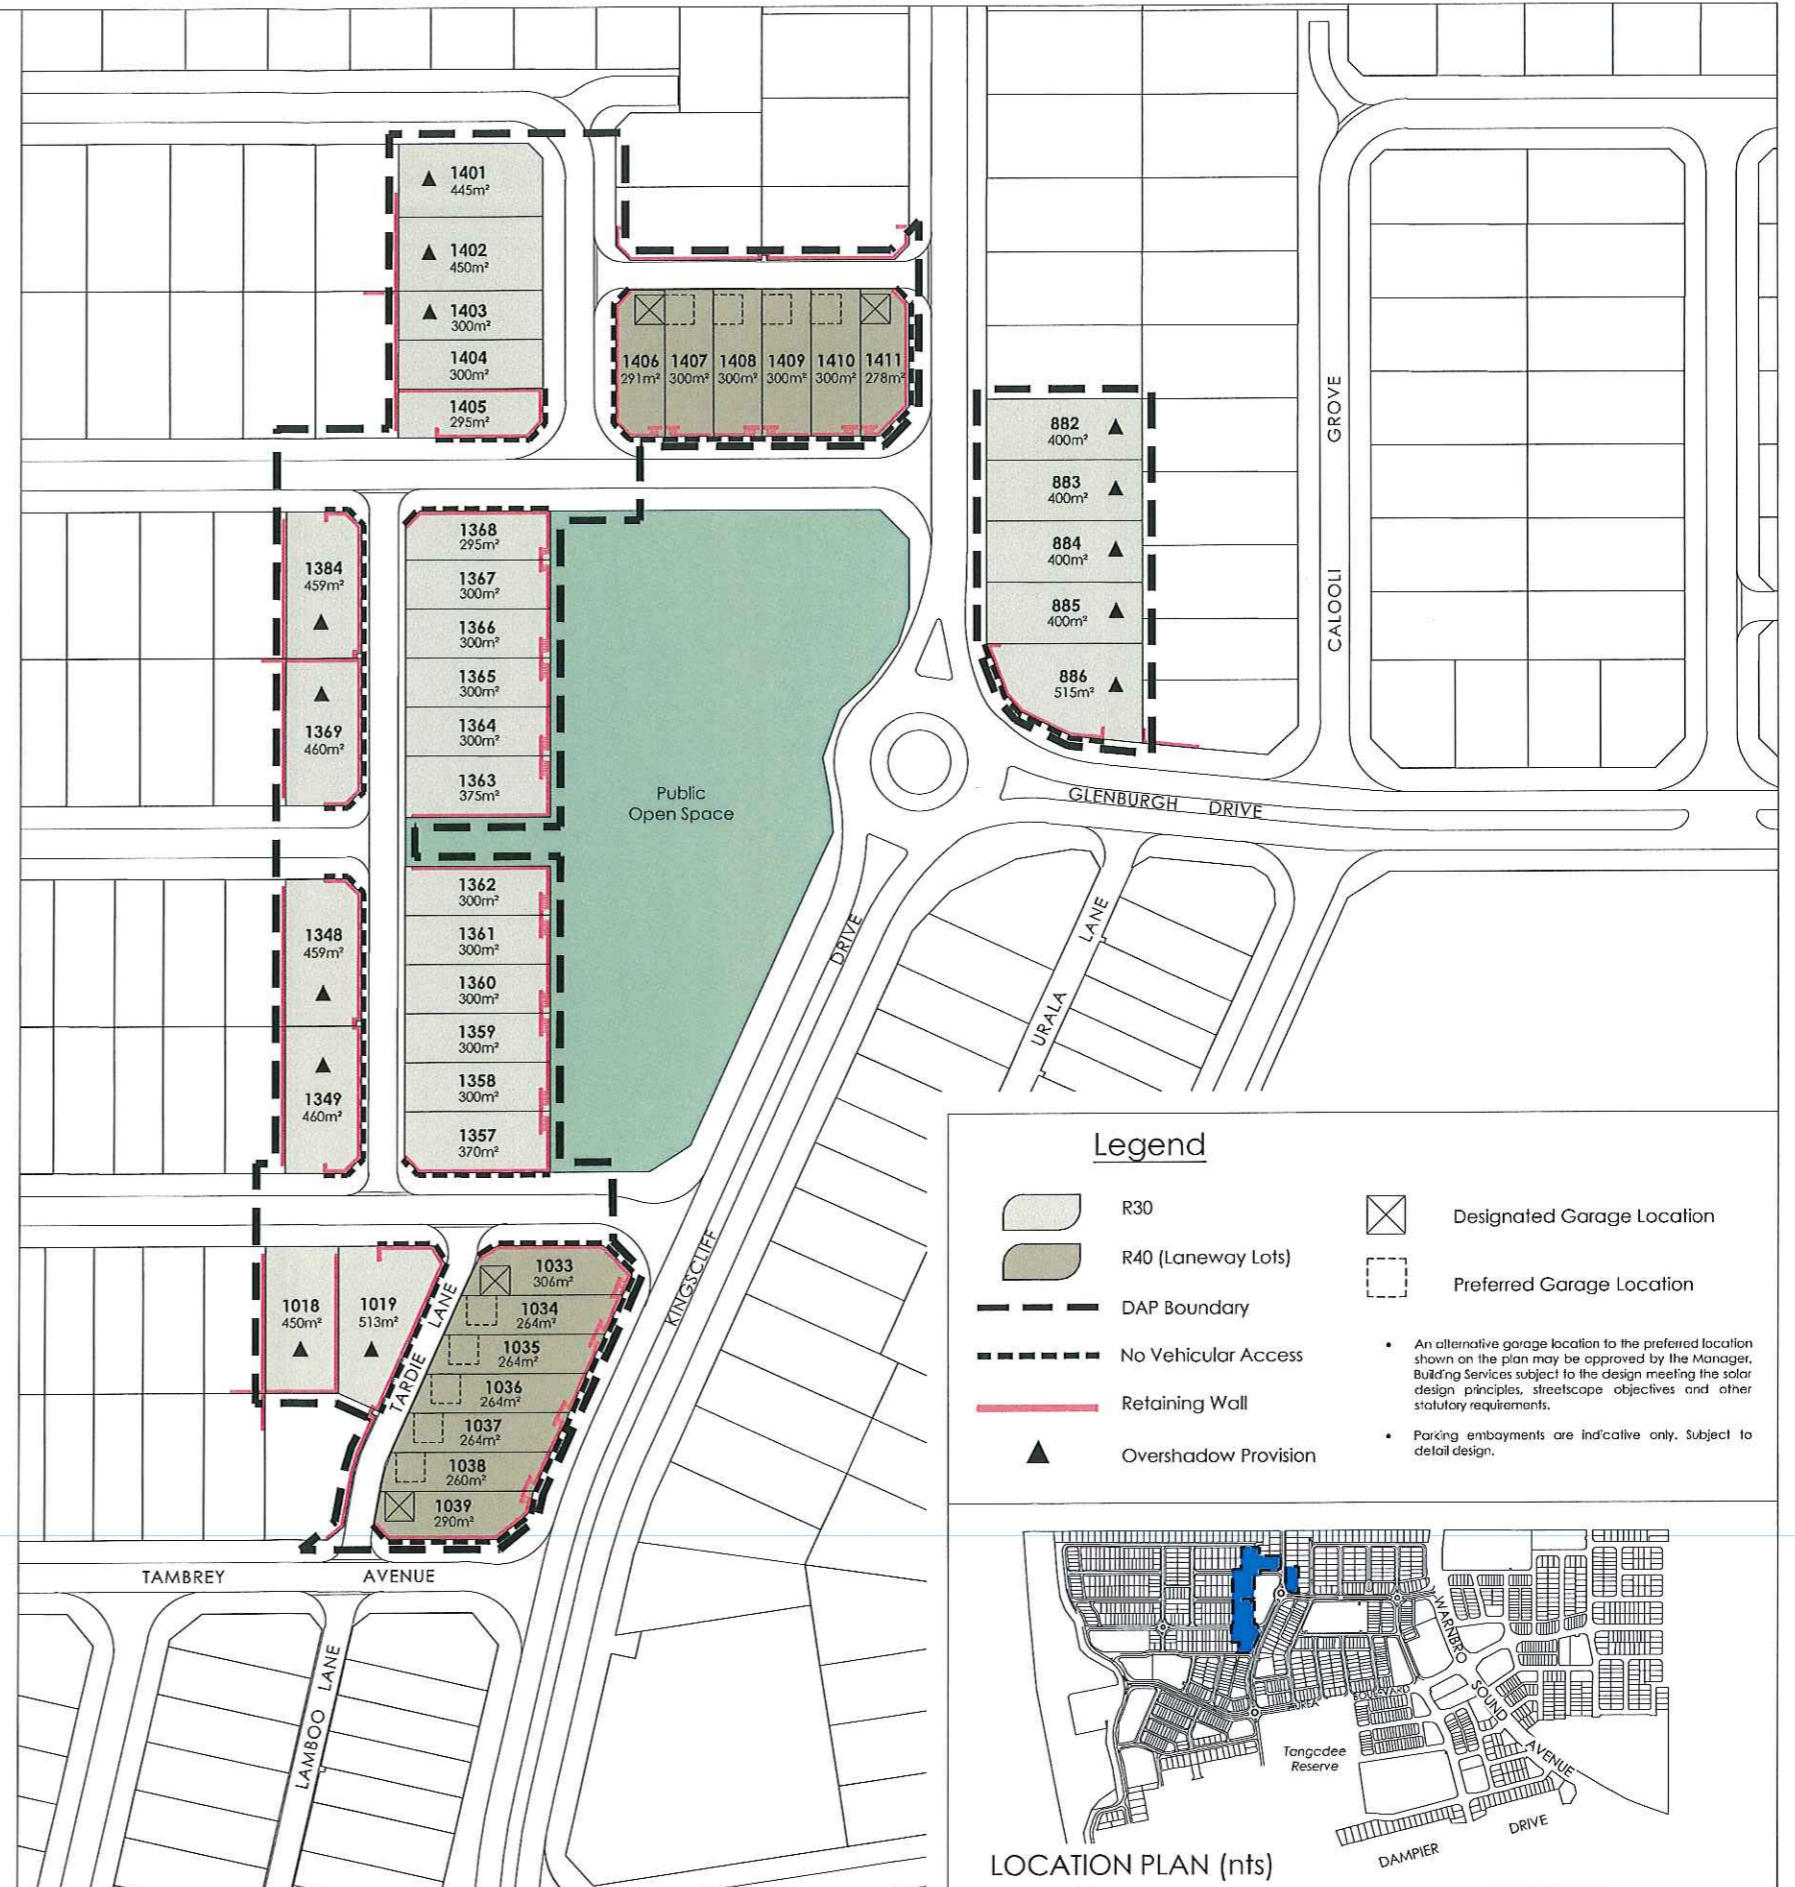 1401
445m²
1402
450m²
1403
300m²
1404
300m²
1405
295m²
1406
291m²
1407
300m²
1408
300m²
1409
300m²
1410
300m²
1411
278m²
882
400m²
883
400m²
884
400m²
885
400m²
886
515m²
CALOOLI GROVE
1384
459m²
1369
460m²
1368
295m²
1367
300m²
1366
300m²
1365
300m²
1364
300m²
1363
375m²
Public
Open Space
GLENBURGH DRIVE
1348
459m²
1349
460m²
1362
300m²
1361
300m²
1360
300m²
1359
300m²
1358
300m²
1357
370m²
KINGSCLIFF DRIVE
URALA LANE
1018
450m²
1019
513m²
TARDIE LANE
1033
306m²
1034
264m²
1035
264m²
1036
264m²
1037
264m²
1038
260m²
1039
290m²
TAMBREY AVENUE
LAMBOO LANE
Legend
R30
R40 (Laneway Lots)
DAP Boundary
No Vehicular Access
Retaining Wall
Overshadow Provision
Designated Garage Location
Preferred Garage Location
• An alternative garage location to the preferred location
shown on the plan may be approved by the Manager,
Building Services subject to the design meeting the solar
design principles, streetscape objectives and other
statutory requirements.
• Parking embayments are indicative only. Subject to
detail design.
WARNBRO SOUND AVENUE
BOULEVARD
Tangadee
Reserve
DAMPIER DRIVE
LOCATION PLAN (nts)